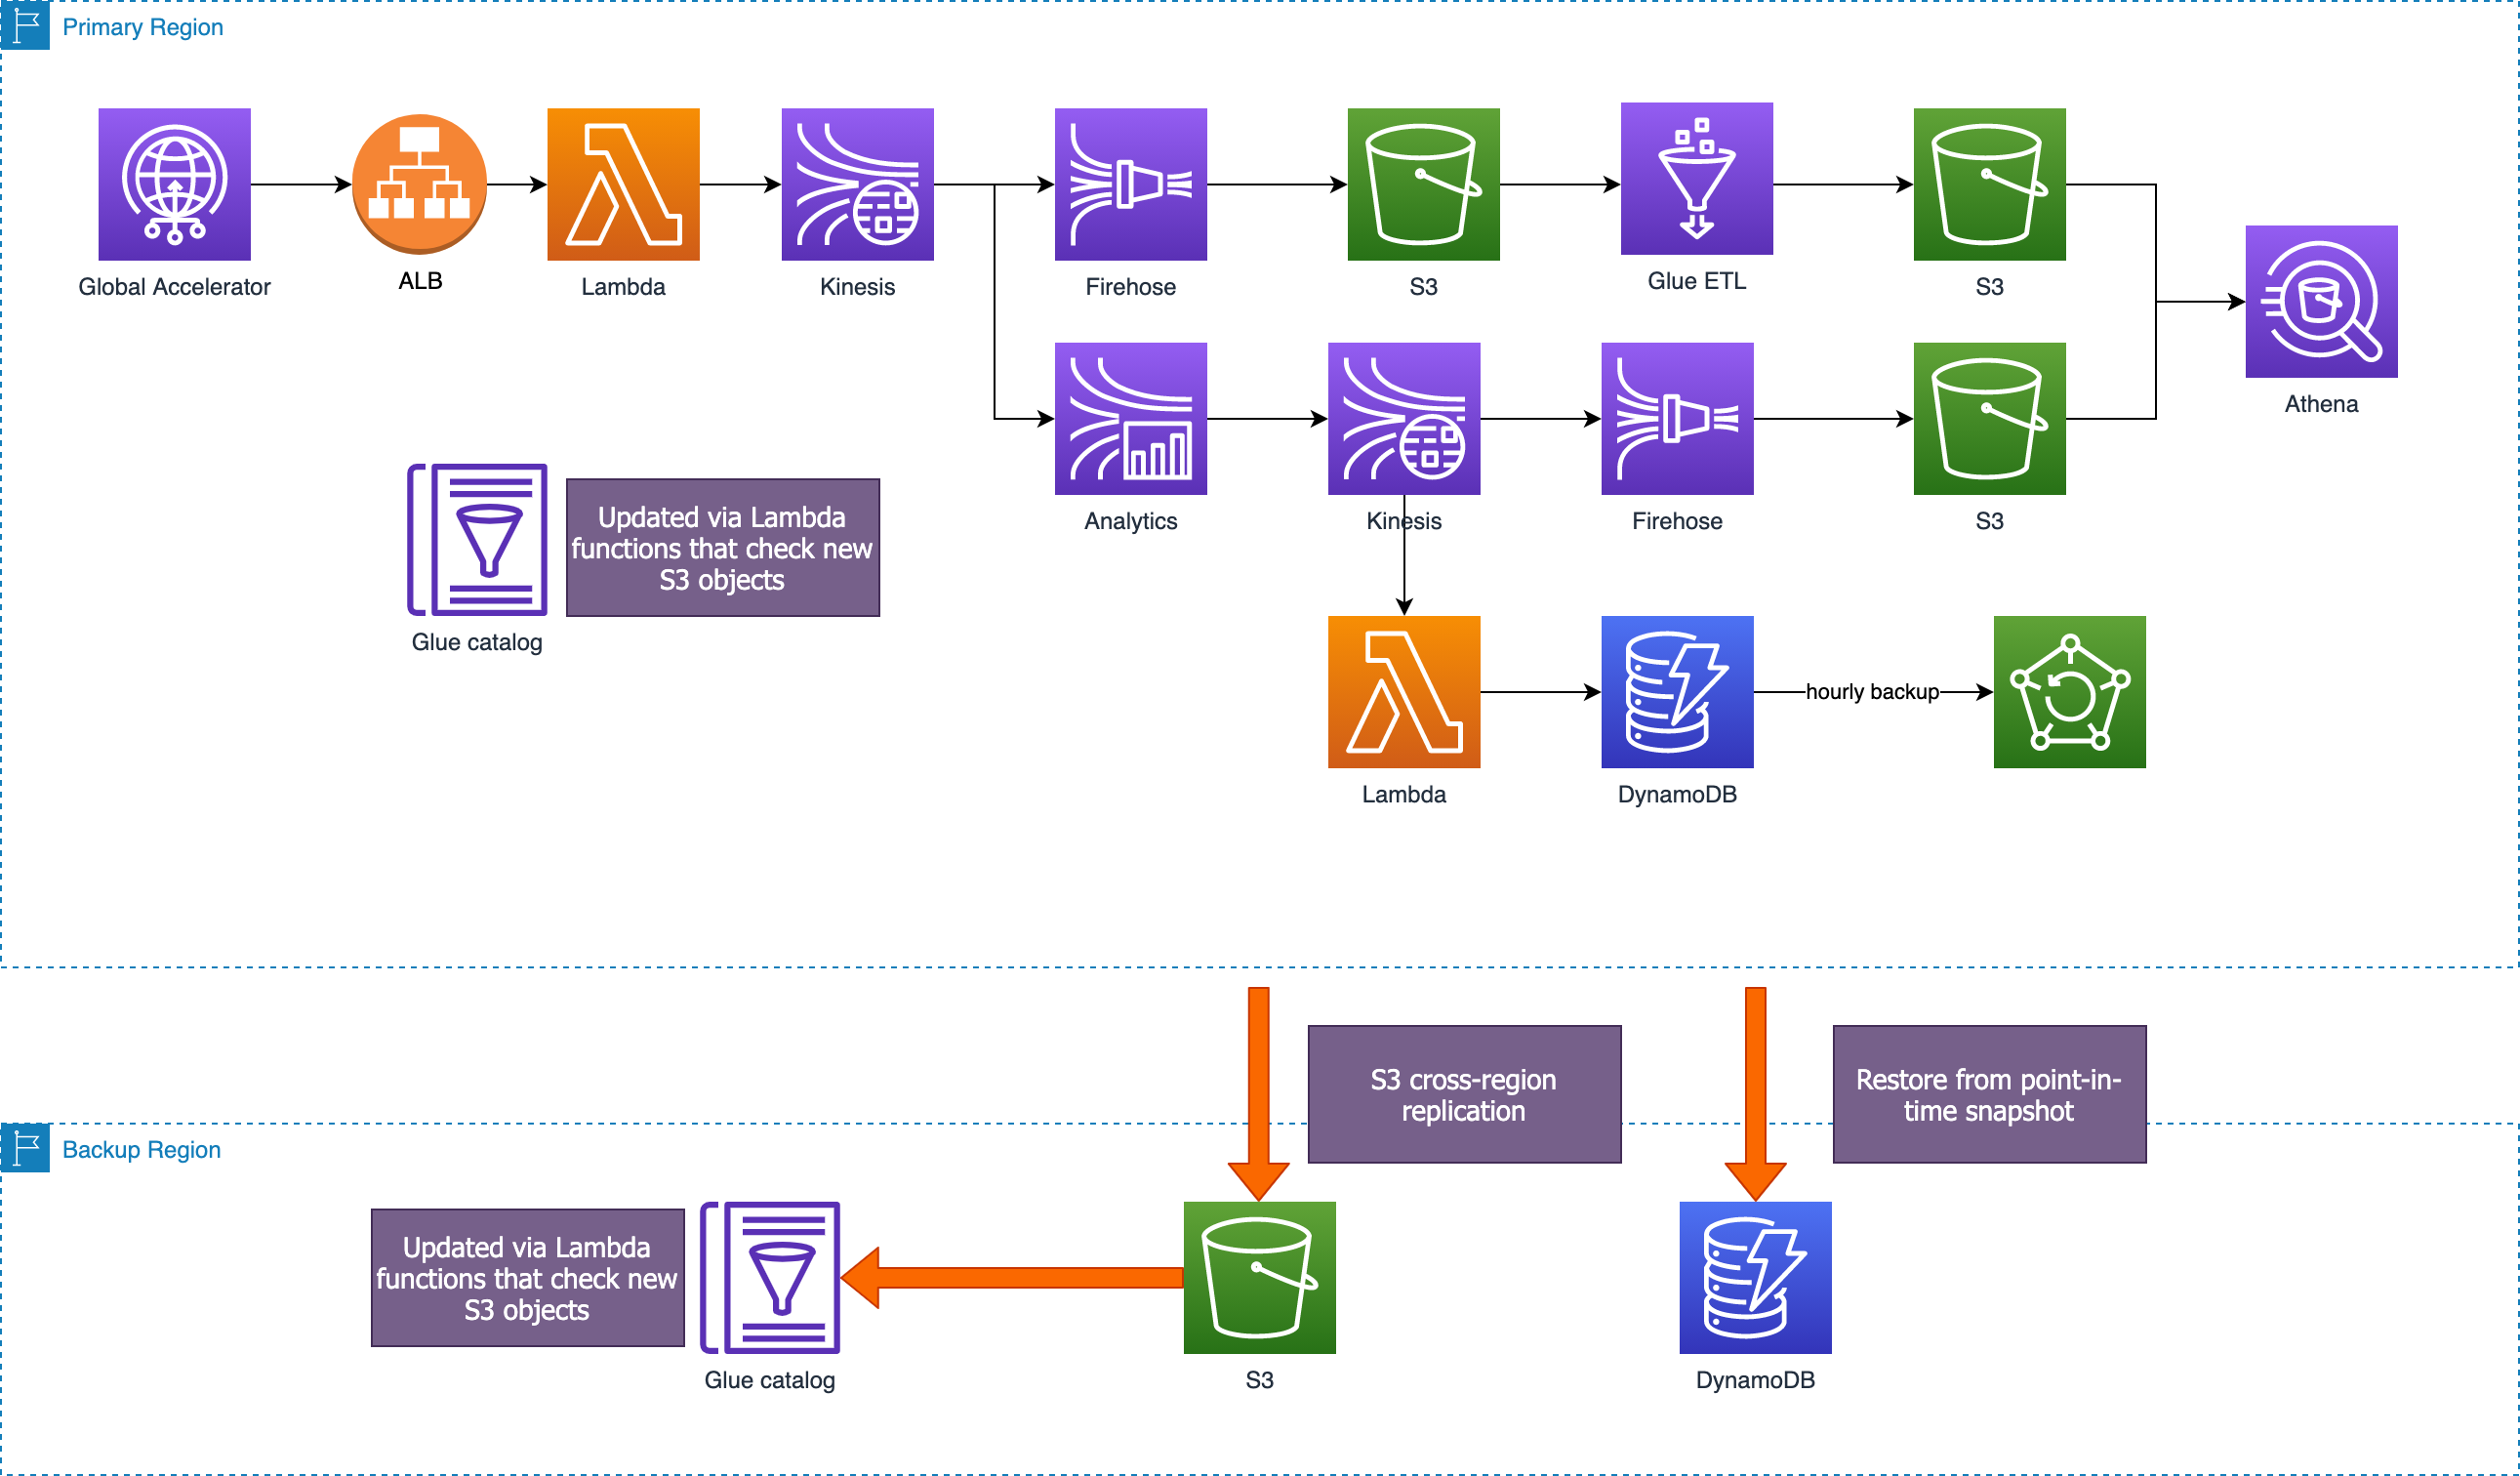 Primary Region
Global Accelerator
ALB
Lambda
Kinesis
Firehose
S3
Glue ETL
S3
Athena
Analytics
Kinesis
Firehose
S3
Updated via Lambda
functions that check new
S3 objects
Glue catalog
hourly backup
Lambda
DynamoDB
S3 cross-region
replication
Restore from point-in-
time snapshot
Backup Region
Updated via Lambda
functions that check new
S3 objects
Glue catalog
S3
DynamoDB